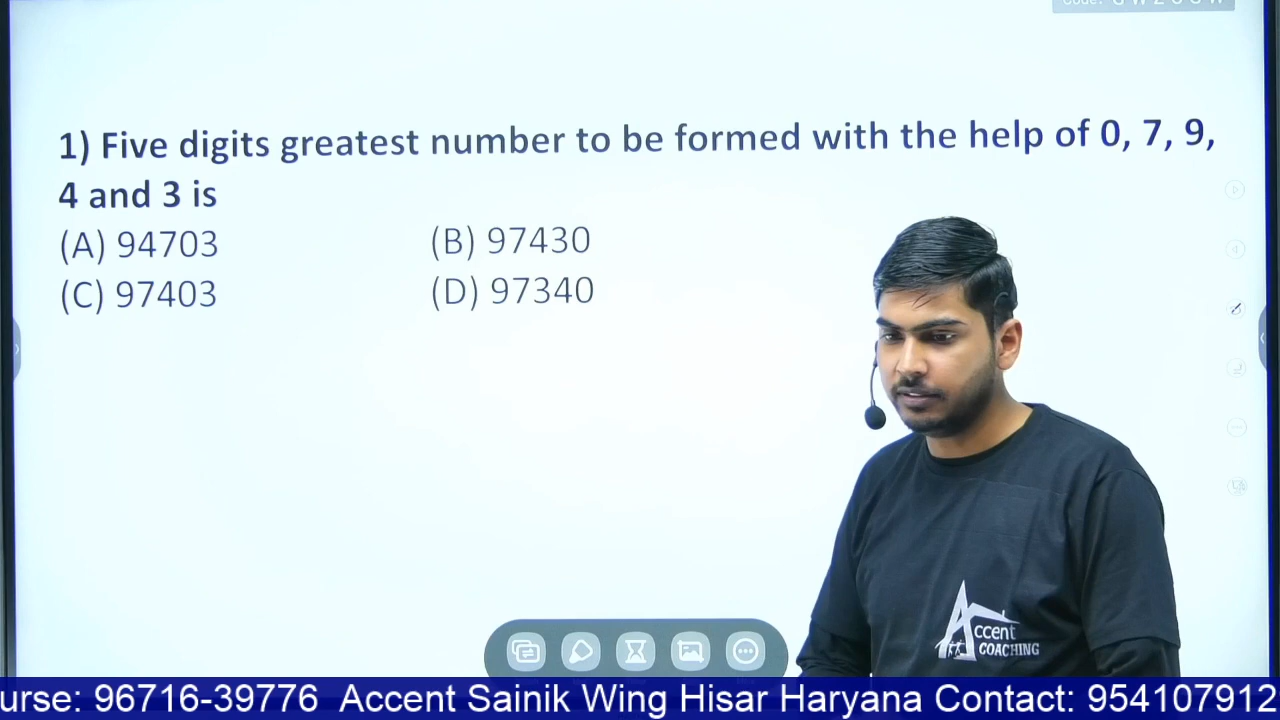 1) Five digits greatest number to be formed with the help of 0, 7, 9,
4 and 3 is
(A) 94703 (B) 97430
(C) 97403 (D) 97340
Accent
COACHING
urse: 96716-39776 Accent Sainik Wing Hisar Haryana Contact: 954107912